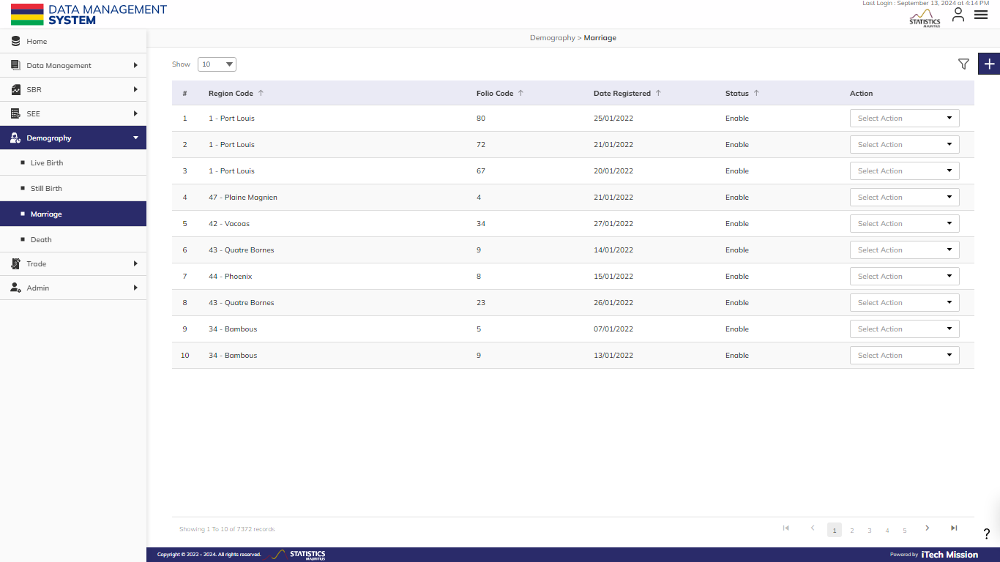 DATA MANAGEMENT
SYSTEM
Last Login : September 13, 2024 at 4:14 PM
STATISTICS
MAURITIUS
Home
Data Management
SBR
SEE
Demography
Live Birth
Still Birth
Marriage
Death
Trade
Admin
Demography > Marriage
Show 10
# Region Code Folio Code Date Registered Status Action
1 1 - Port Louis 80 25/01/2022 Enable Select Action
2 1 - Port Louis 72 21/01/2022 Enable Select Action
3 1 - Port Louis 67 20/01/2022 Enable Select Action
4 47 - Plaine Magnien 4 21/01/2022 Enable Select Action
5 42 - Vacoas 34 27/01/2022 Enable Select Action
6 43 - Quatre Bornes 9 14/01/2022 Enable Select Action
7 44 - Phoenix 8 15/01/2022 Enable Select Action
8 43 - Quatre Bornes 23 26/01/2022 Enable Select Action
9 34 - Bambous 5 07/01/2022 Enable Select Action
10 34 - Bambous 9 13/01/2022 Enable Select Action
Showing 1 To 10 of 7372 records
1 2 3 4 5
?
Copyright © 2022 - 2024. All rights reserved.
STATISTICS
MAURITIUS
Powered by iTech Mission